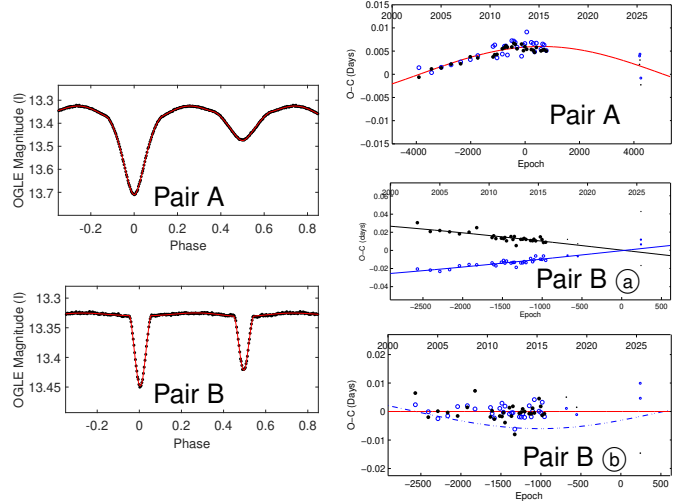 13.3
13.4
13.5
13.6
13.7
OGLE Magnitude (I)
Pair A
-0.2 0 0.2 0.4 0.6 0.8
Phase
13.3
13.35
13.4
13.45
OGLE Magnitude (I)
Pair B
-0.2 0 0.2 0.4 0.6 0.8
Phase
2000 2005 2010 2015 2020 2025
0.015
0.01
0.005
0
−0.005
−0.01
−0.015
O−C (Days)
Pair A
−4000 −2000 0 2000 4000
Epoch
2000 2005 2010 2015 2020 2025
0.06
0.04
0.02
0
−0.02
−0.04
O−C (days)
Pair B ⓐ
−2500 −2000 −1500 −1000 −500 0 500
Epoch
2000 2005 2010 2015 2020 2025
0.02
0.01
0
−0.01
−0.02
O−C (Days)
Pair B ⓑ
−2500 −2000 −1500 −1000 −500 0 500
Epoch